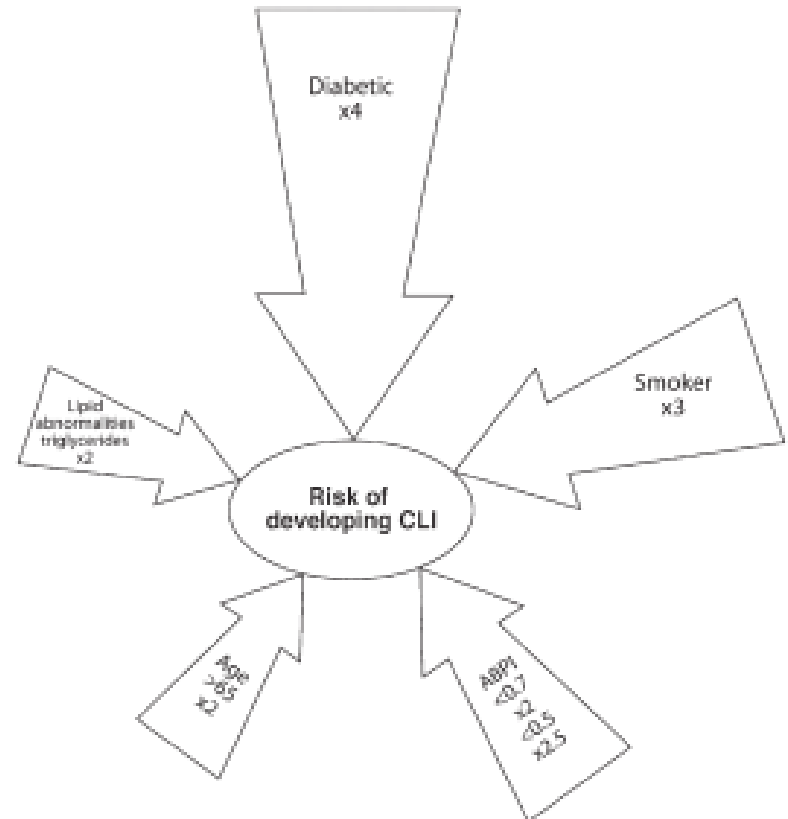 Diabetic
x4
Smoker
x3
Lipid
abnormalities
triglycerides
x2
Risk of
developing CLI
Age
>65
x2
ABPI
<0.7
x2
<0.5
x2.5